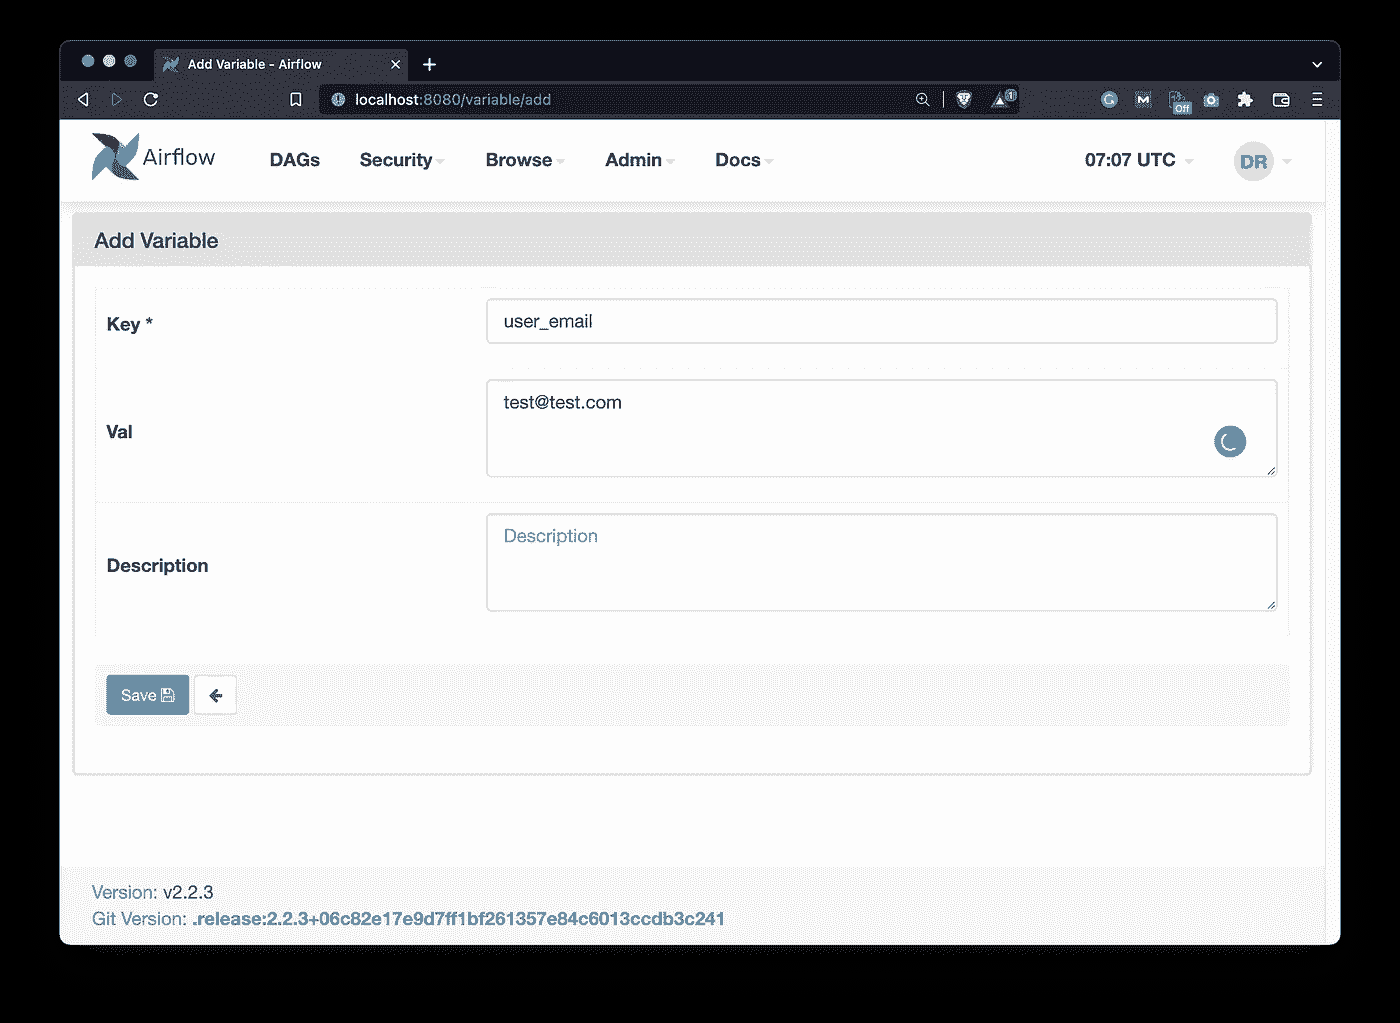 Add Variable - Airflow
localhost:8080/variable/add
1
G
M
Off
Airflow
DAGs
Security
Browse
Admin
Docs
07:07 UTC
DR
Add Variable
Key *
user_email
Val
test@test.com
Description
Description
Save
Version: v2.2.3
Git Version: .release:2.2.3+06c82e17e9d7ff1bf261357e84c6013ccdb3c241